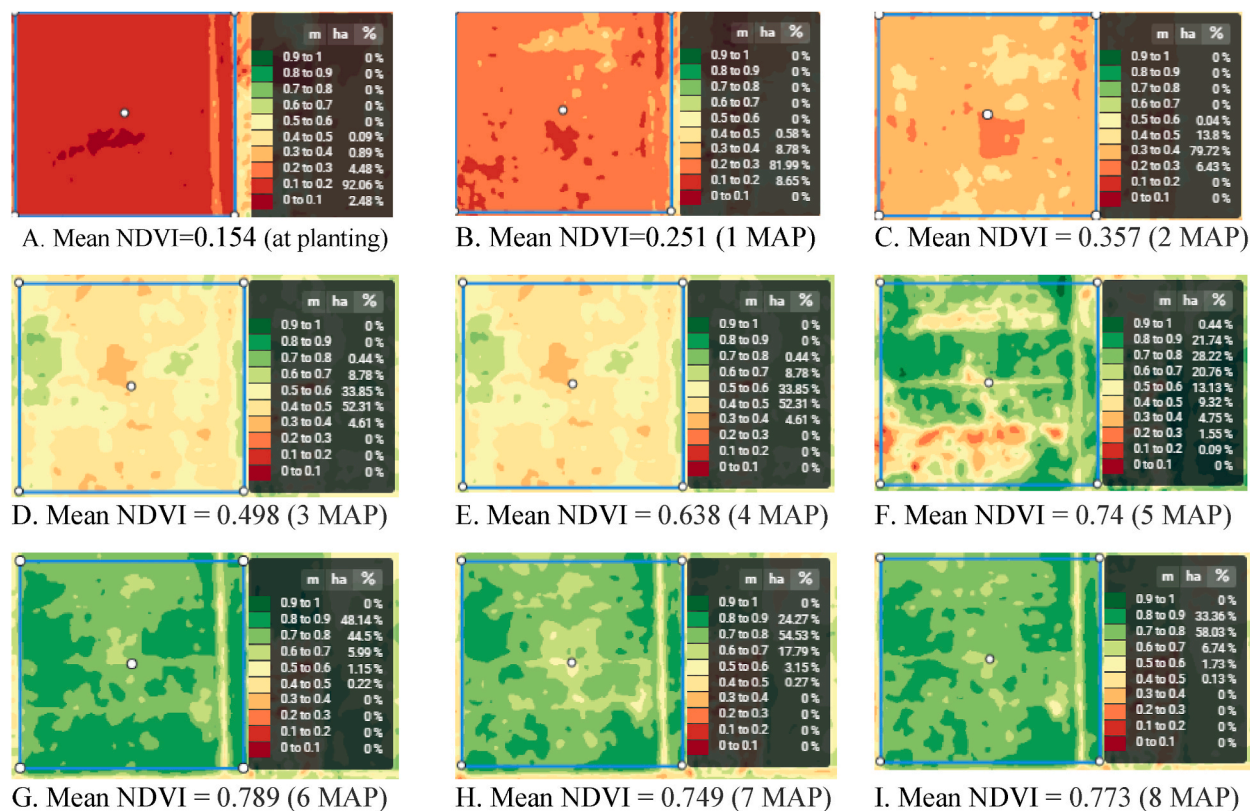 m ha %
0.9 to 1 0 %
0.8 to 0.9 0 %
0.7 to 0.8 0 %
0.6 to 0.7 0 %
0.5 to 0.6 0 %
0.4 to 0.5 0.09 %
0.3 to 0.4 0.89 %
0.2 to 0.3 4.48 %
0.1 to 0.2 92.06 %
0 to 0.1 2.48 %
A. Mean NDVI=0.154 (at planting)
m ha %
0.9 to 1 0 %
0.8 to 0.9 0 %
0.7 to 0.8 0 %
0.6 to 0.7 0 %
0.5 to 0.6 0 %
0.4 to 0.5 0.58 %
0.3 to 0.4 8.78 %
0.2 to 0.3 81.99 %
0.1 to 0.2 8.65 %
0 to 0.1 0 %
B. Mean NDVI=0.251 (1 MAP)
m ha %
0.9 to 1 0 %
0.8 to 0.9 0 %
0.7 to 0.8 0 %
0.6 to 0.7 0 %
0.5 to 0.6 0.04 %
0.4 to 0.5 13.8 %
0.3 to 0.4 79.72 %
0.2 to 0.3 6.43 %
0.1 to 0.2 0 %
0 to 0.1 0 %
C. Mean NDVI = 0.357 (2 MAP)
m ha %
0.9 to 1 0 %
0.8 to 0.9 0 %
0.7 to 0.8 0.44 %
0.6 to 0.7 8.78 %
0.5 to 0.6 33.85 %
0.4 to 0.5 52.31 %
0.3 to 0.4 4.61 %
0.2 to 0.3 0 %
0.1 to 0.2 0 %
0 to 0.1 0 %
D. Mean NDVI = 0.498 (3 MAP)
m ha %
0.9 to 1 0 %
0.8 to 0.9 0 %
0.7 to 0.8 0.44 %
0.6 to 0.7 8.78 %
0.5 to 0.6 33.85 %
0.4 to 0.5 52.31 %
0.3 to 0.4 4.61 %
0.2 to 0.3 0 %
0.1 to 0.2 0 %
0 to 0.1 0 %
E. Mean NDVI = 0.638 (4 MAP)
m ha %
0.9 to 1 0.44 %
0.8 to 0.9 21.74 %
0.7 to 0.8 28.22 %
0.6 to 0.7 20.76 %
0.5 to 0.6 13.13 %
0.4 to 0.5 9.32 %
0.3 to 0.4 4.75 %
0.2 to 0.3 1.55 %
0.1 to 0.2 0.09 %
0 to 0.1 0 %
F. Mean NDVI = 0.74 (5 MAP)
m ha %
0.9 to 1 0 %
0.8 to 0.9 48.14 %
0.7 to 0.8 44.5 %
0.6 to 0.7 5.99 %
0.5 to 0.6 1.15 %
0.4 to 0.5 0.22 %
0.3 to 0.4 0 %
0.2 to 0.3 0 %
0.1 to 0.2 0 %
0 to 0.1 0 %
G. Mean NDVI = 0.789 (6 MAP)
m ha %
0.9 to 1 0 %
0.8 to 0.9 24.27 %
0.7 to 0.8 54.53 %
0.6 to 0.7 17.79 %
0.5 to 0.6 3.15 %
0.4 to 0.5 0.27 %
0.3 to 0.4 0 %
0.2 to 0.3 0 %
0.1 to 0.2 0 %
0 to 0.1 0 %
H. Mean NDVI = 0.749 (7 MAP)
m ha %
0.9 to 1 0 %
0.8 to 0.9 33.36 %
0.7 to 0.8 58.03 %
0.6 to 0.7 6.74 %
0.5 to 0.6 1.73 %
0.4 to 0.5 0.13 %
0.3 to 0.4 0 %
0.2 to 0.3 0 %
0.1 to 0.2 0 %
0 to 0.1 0 %
I. Mean NDVI = 0.773 (8 MAP)